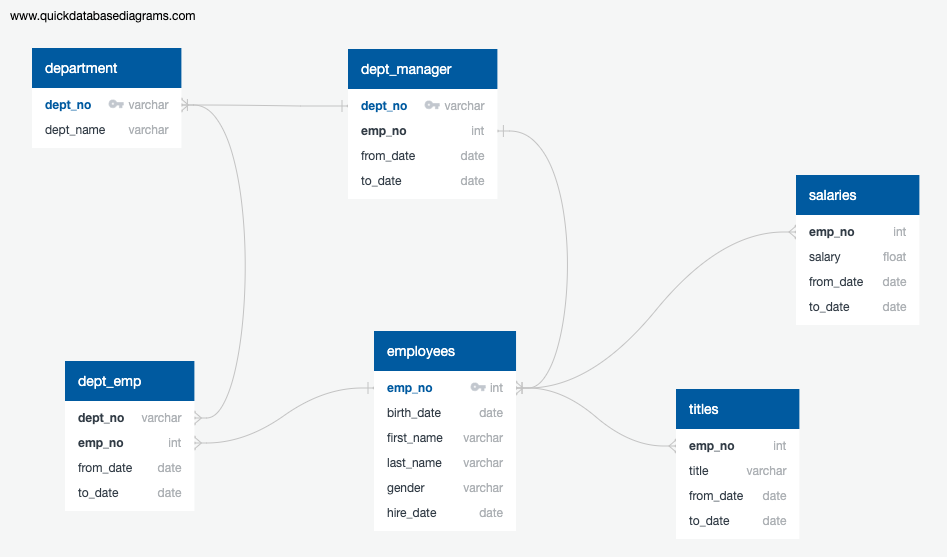 www.quickdatabasediagrams.com
department
dept_no varchar
dept_name varchar
dept_manager
dept_no varchar
emp_no int
from_date date
to_date date
salaries
emp_no int
salary float
from_date date
to_date date
employees
emp_no int
birth_date date
first_name varchar
last_name varchar
gender varchar
hire_date date
dept_emp
dept_no varchar
emp_no int
from_date date
to_date date
titles
emp_no int
title varchar
from_date date
to_date date